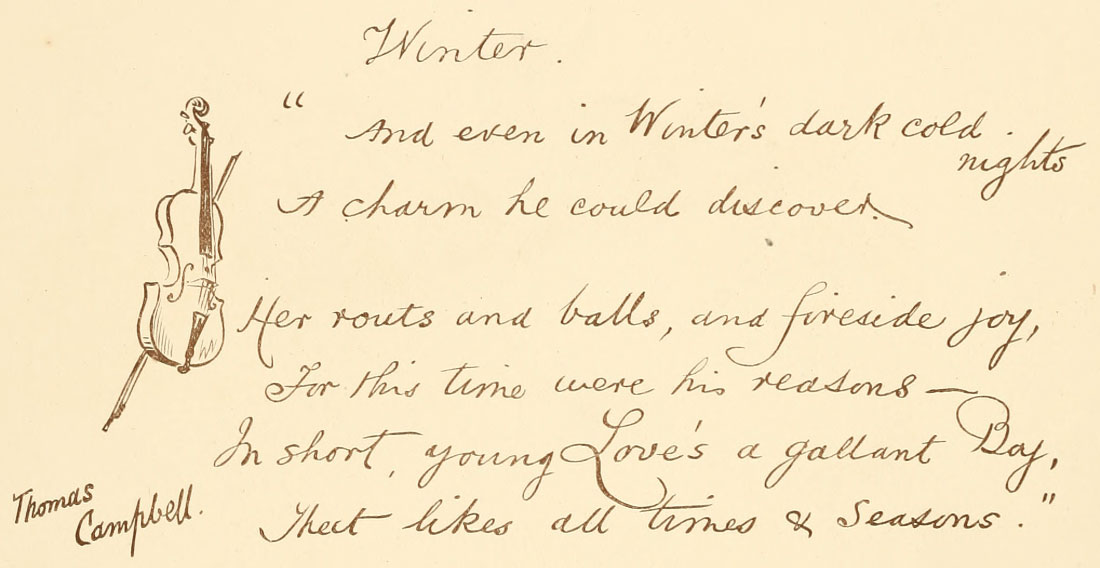 Winter.
"And even in Winter's dark cold
nights
A charm he could discover.
Her routs and balls, and fireside joy,
For this time were his reasons —
In short, young Love's a gallant Boy,
That likes all times & Seasons."
Thomas
Campbell.